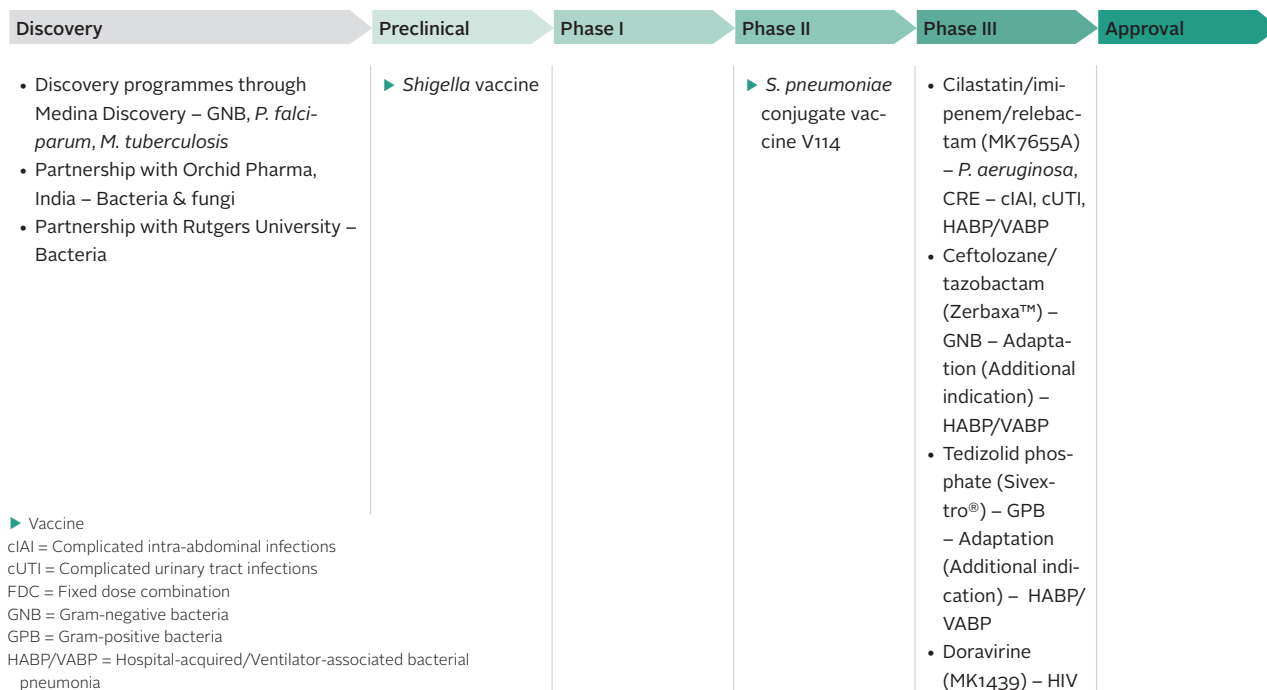 Discovery
Preclinical
Phase I
Phase II
Phase III
Approval
• Discovery programmes through
Medina Discovery – GNB, P. falci-
parum, M. tuberculosis
• Partnership with Orchid Pharma,
India – Bacteria & fungi
• Partnership with Rutgers University –
Bacteria
▶ Shigella vaccine
▶ S. pneumoniae
conjugate vac-
cine V114
• Cilastatin/imi-
penem/relebac-
tam (MK7655A)
– P. aeruginosa,
CRE – cIAI, cUTI,
HABP/VABP
• Ceftolozane/
tazobactam
(Zerbaxa™) –
GNB – Adapta-
tion (Additional
indication) –
HABP/VABP
• Tedizolid phos-
phate (Sivex-
tro®) – GPB
– Adaptation
(Additional indi-
cation) – HABP/
VABP
• Doravirine
(MK1439) – HIV
▶ Vaccine
cIAI = Complicated intra-abdominal infections
cUTI = Complicated urinary tract infections
FDC = Fixed dose combination
GNB = Gram-negative bacteria
GPB = Gram-positive bacteria
HABP/VABP = Hospital-acquired/Ventilator-associated bacterial
pneumonia